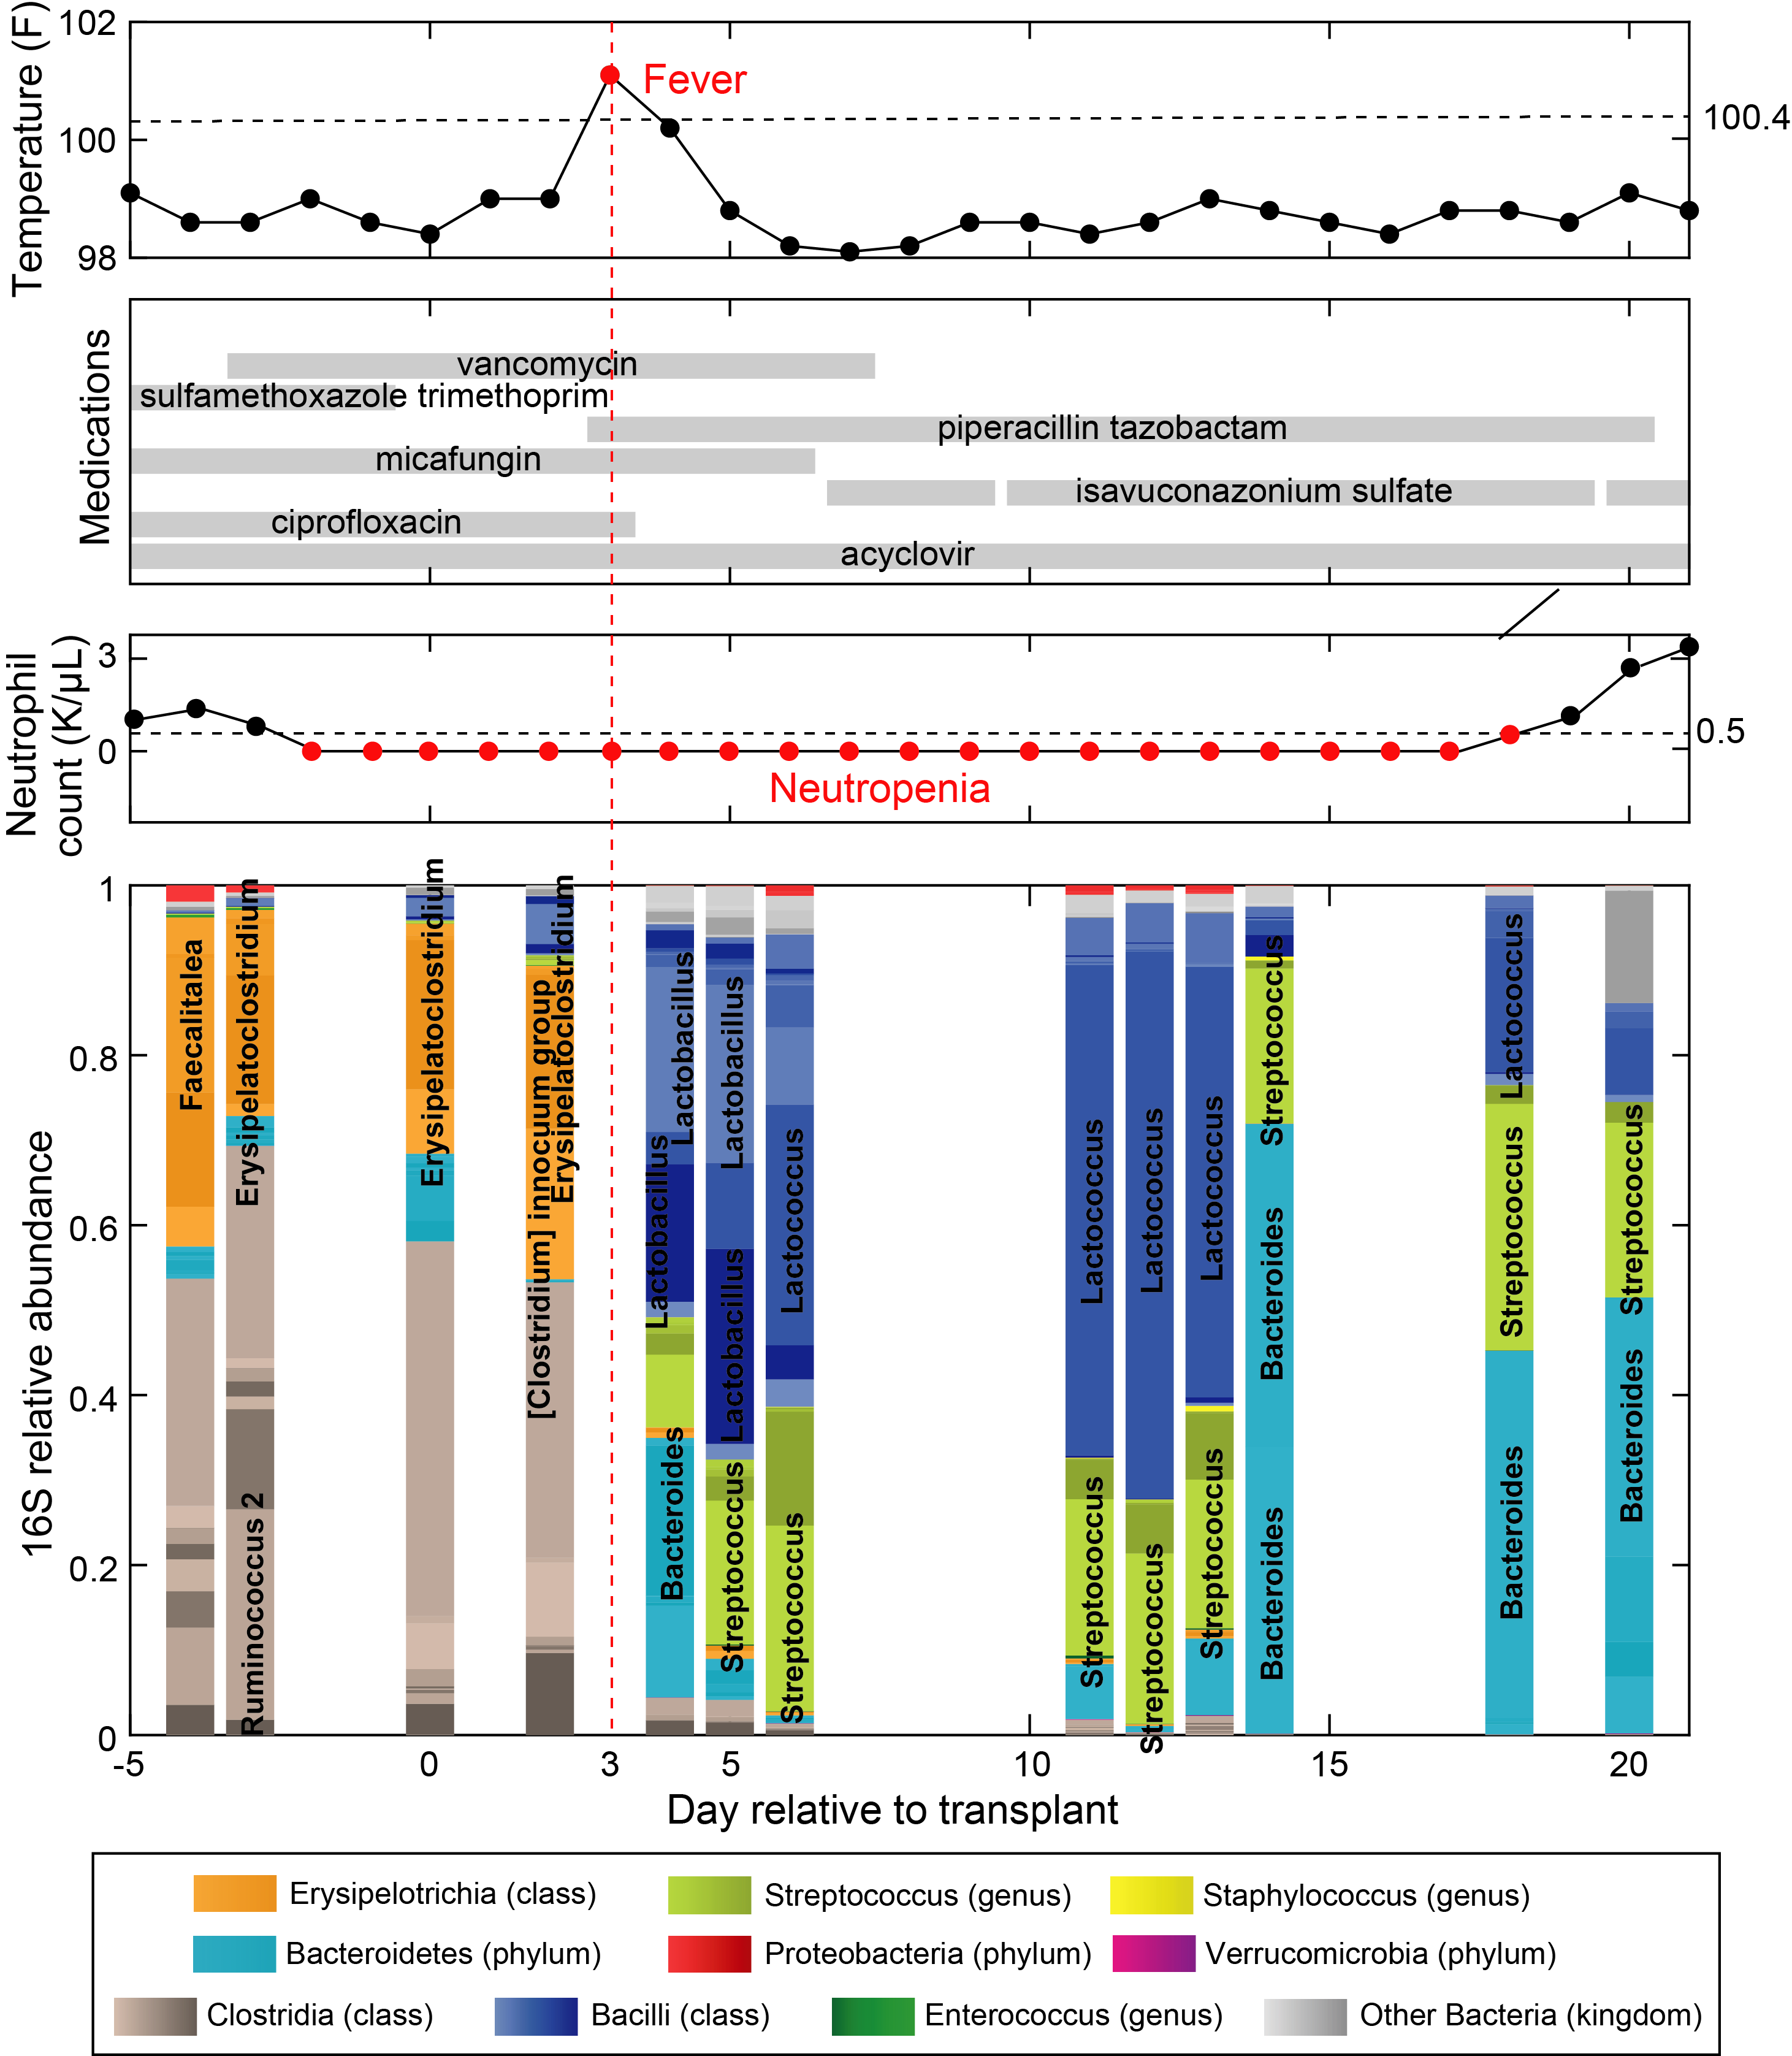 Temperature (F)
102
100
98
100.4
Fever
Medications
vancomycin
sulfamethoxazole trimethoprim
piperacillin tazobactam
micafungin
isavuconazonium sulfate
ciprofloxacin
acyclovir
Neutrophil
count (K/µL)
3
0
0.5
Neutropenia
16S relative abundance
1
0.8
0.6
0.4
0.2
0
Faecalitalea
Erysipelatoclostridium
Ruminococcus 2
Erysipelatoclostridium
[Clostridium] innocuum group
Erysipelatoclostridium
Lactobacillus
Lactobacillus
Bacteroides
Lactobacillus
Lactobacillus
Streptococcus
Lactococcus
Streptococcus
Lactococcus
Streptococcus
Lactococcus
Streptococcus
Lactococcus
Streptococcus
Streptococcus
Bacteroides
Bacteroides
Lactococcus
Streptococcus
Bacteroides
Streptococcus
Bacteroides
-5 0 3 5 10 15 20
Day relative to transplant
Erysipelotrichia (class) Streptococcus (genus) Staphylococcus (genus)
Bacteroidetes (phylum) Proteobacteria (phylum) Verrucomicrobia (phylum)
Clostridia (class) Bacilli (class) Enterococcus (genus) Other Bacteria (kingdom)